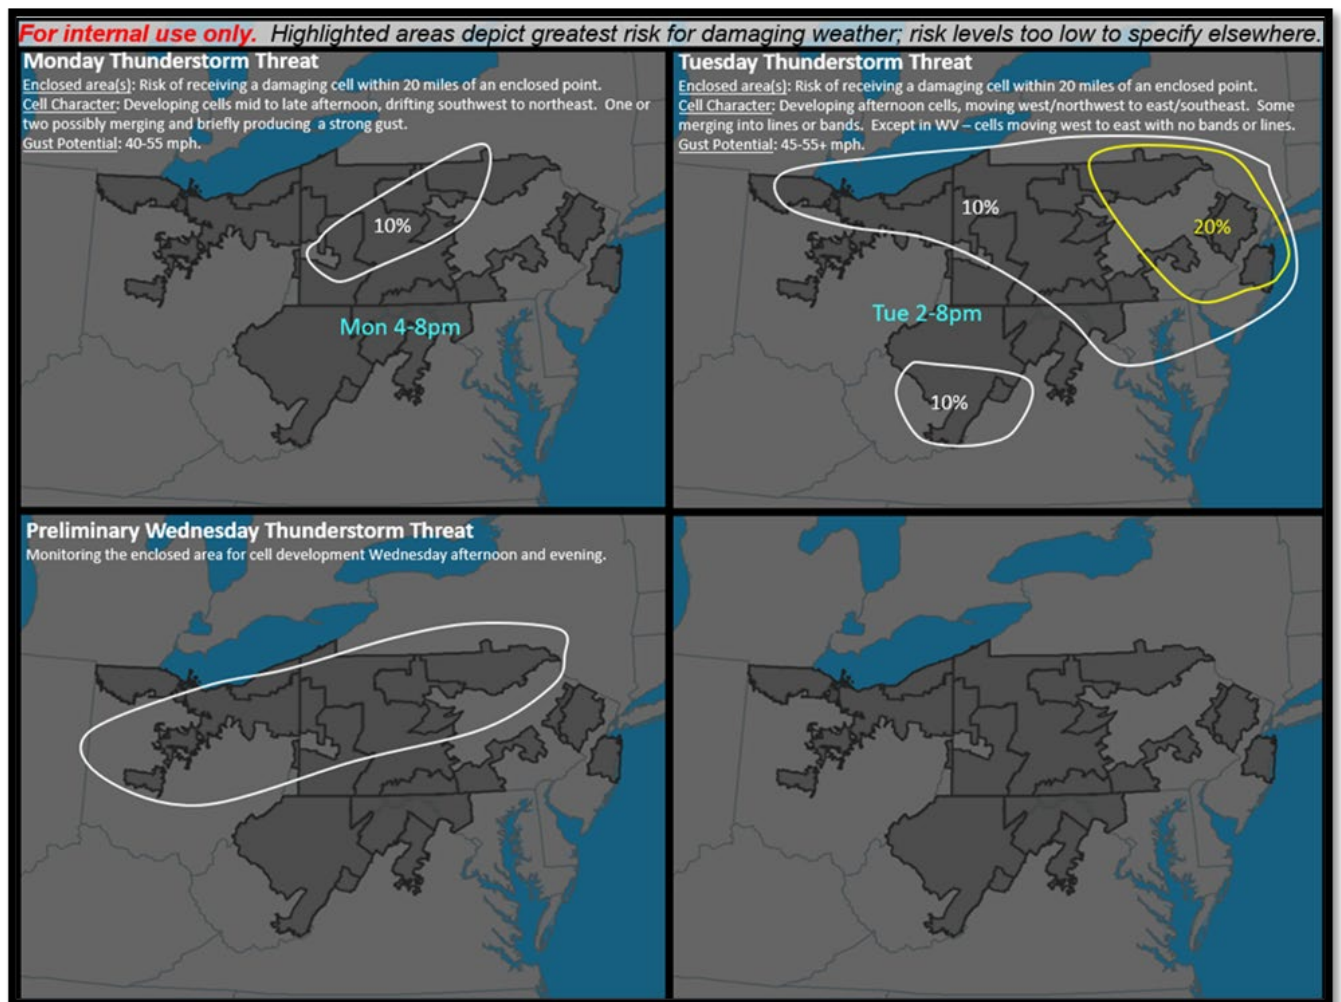 For internal use only. Highlighted areas depict greatest risk for damaging weather; risk levels too low to specify elsewhere.
Monday Thunderstorm Threat
Enclosed area(s): Risk of receiving a damaging cell within 20 miles of an enclosed point.
Cell Character: Developing cells mid to late afternoon, drifting southwest to northeast. One or
two possibly merging and briefly producing a strong gust.
Gust Potential: 40-55 mph.
10%
Mon 4-8pm
Tuesday Thunderstorm Threat
Enclosed area(s): Risk of receiving a damaging cell within 20 miles of an enclosed point.
Cell Character: Developing afternoon cells, moving west/northwest to east/southeast. Some
merging into lines or bands. Except in WV – cells moving west to east with no bands or lines.
Gust Potential: 45-55+ mph.
10%
20%
Tue 2-8pm
10%
Preliminary Wednesday Thunderstorm Threat
Monitoring the enclosed area for cell development Wednesday afternoon and evening.